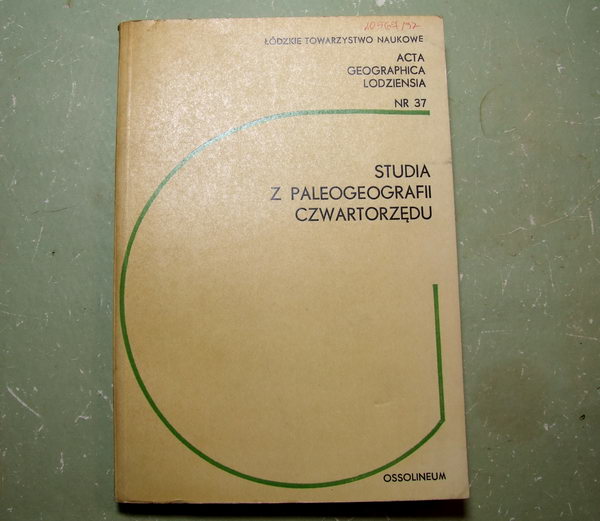 ŁÓDZKIE TOWARZYSTWO NAUKOWE
ACTA
GEOGRAPHICA
LODZIENSIA
NR 37
STUDIA
Z PALEOGEOGRAFII
CZWARTORZĘDU
OSSOLINEUM